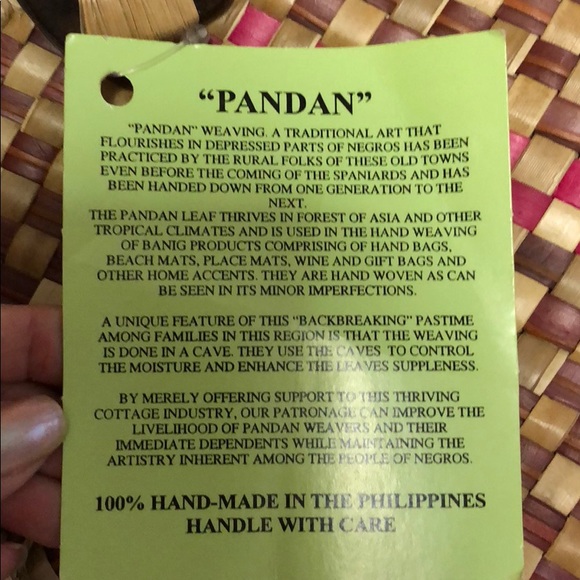 “PANDAN”
"PANDAN" WEAVING. A TRADITIONAL ART THAT
FLOURISHES IN DEPRESSED PARTS OF NEGROS HAS BEEN
PRACTICED BY THE RURAL FOLKS OF THESE OLD TOWNS
EVEN BEFORE THE COMING OF THE SPANIARDS AND HAS
BEEN HANDED DOWN FROM ONE GENERATION TO THE
NEXT.
THE PANDAN LEAF THRIVES IN FOREST OF ASIA AND OTHER
TROPICAL CLIMATES AND IS USED IN THE HAND WEAVING
OF BANIG PRODUCTS COMPRISING OF HAND BAGS,
BEACH MATS, PLACE MATS, WINE AND GIFT BAGS AND
OTHER HOME ACCENTS. THEY ARE HAND WOVEN AS CAN
BE SEEN IN ITS MINOR IMPERFECTIONS.
A UNIQUE FEATURE OF THIS "BACKBREAKING" PASTIME
AMONG FAMILIES IN THIS REGION IS THAT THE WEAVING
IS DONE IN A CAVE. THEY USE THE CAVES TO CONTROL
THE MOISTURE AND ENHANCE THE LEAVES SUPPLENESS.
BY MERELY OFFERING SUPPORT TO THIS THRIVING
COTTAGE INDUSTRY, OUR PATRONAGE CAN IMPROVE THE
LIVELIHOOD OF PANDAN WEAVERS AND THEIR
IMMEDIATE DEPENDENTS WHILE MAINTAINING THE
ARTISTRY INHERENT AMONG THE PEOPLE OF NEGROS.
100% HAND-MADE IN THE PHILIPPINES
HANDLE WITH CARE